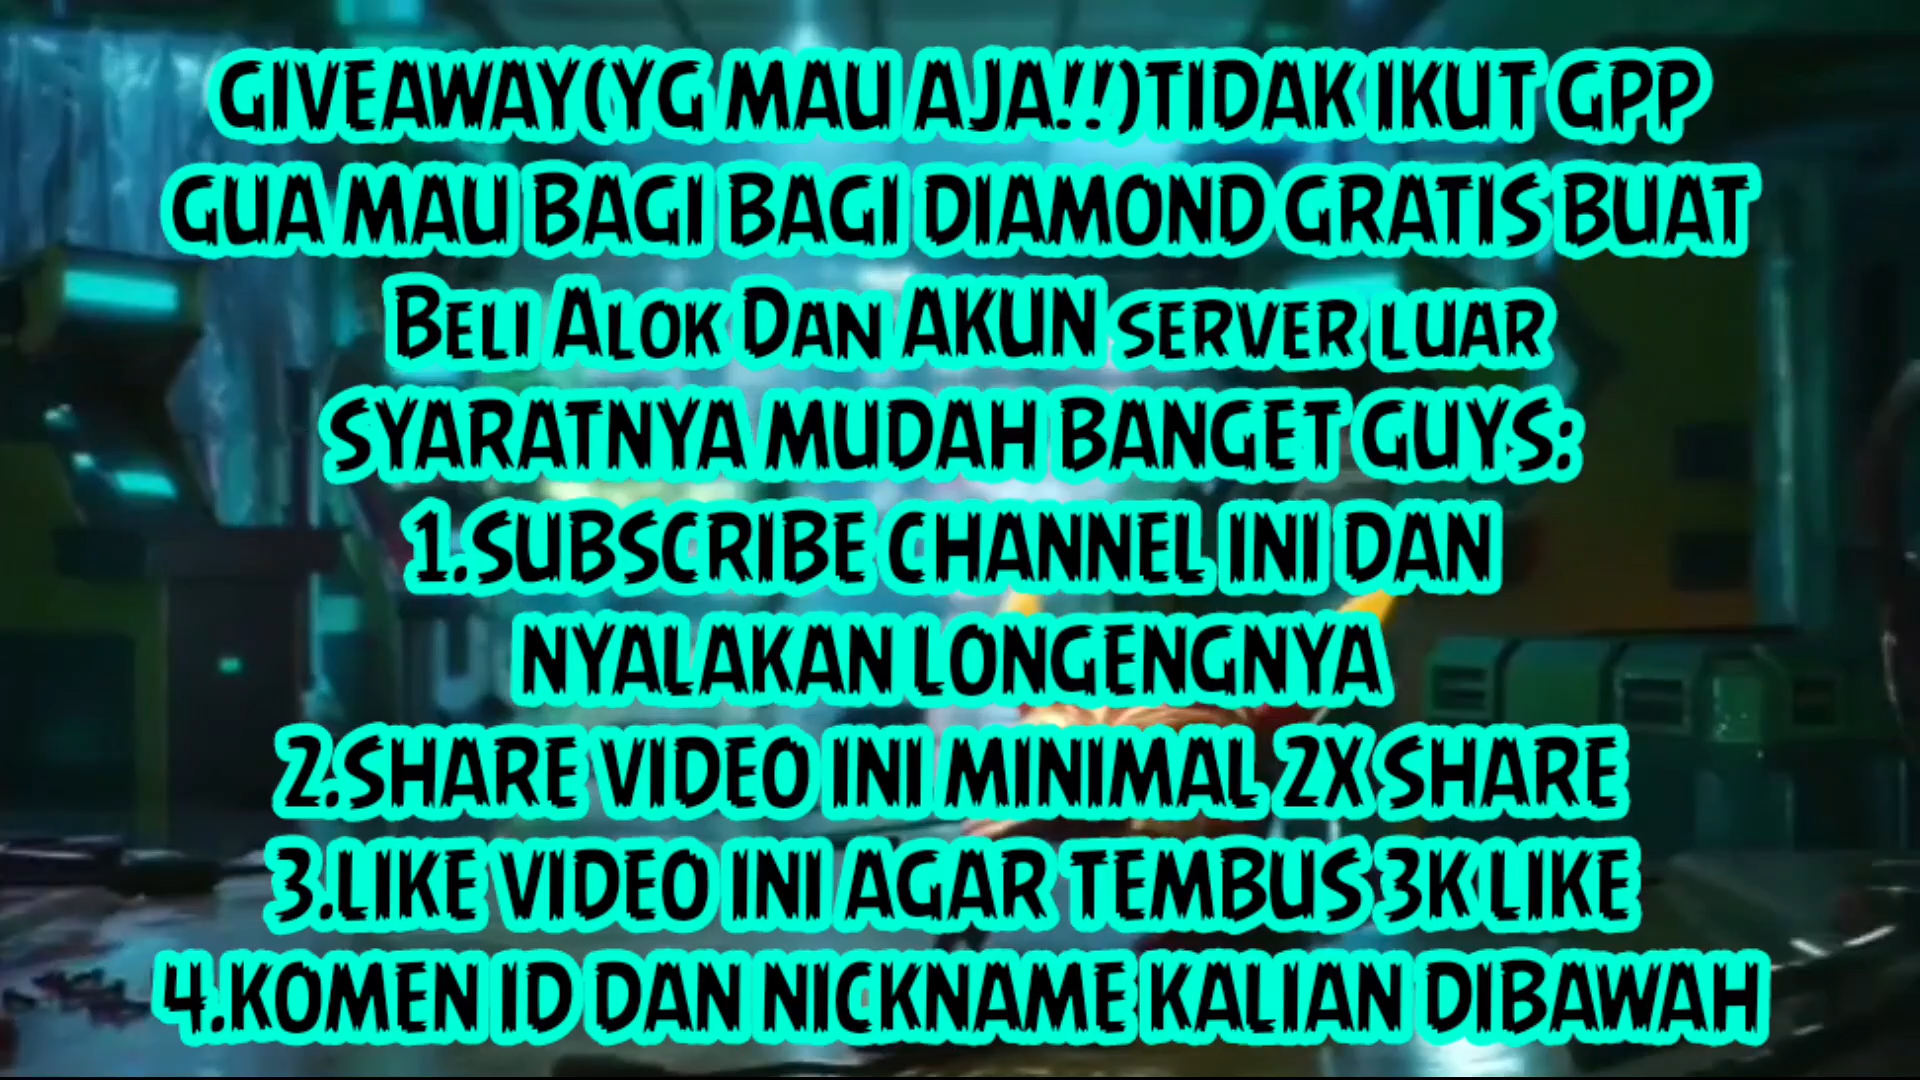 GIVEAWAY(YG MAU AJA!!)TIDAK IKUT GPP
GUA MAU BAGI BAGI DIAMOND GRATIS BUAT
BELI ALOK DAN AKUN SERVER LUAR
SYARATNYA MUDAH BANGET GUYS:
1.SUBSCRIBE CHANNEL INI DAN
NYALAKAN LONGENGNYA
2.SHARE VIDEO INI MINIMAL 2X SHARE
3.LIKE VIDEO INI AGAR TEMBUS 3K LIKE
4.KOMEN ID DAN NICKNAME KALIAN DIBAWAH